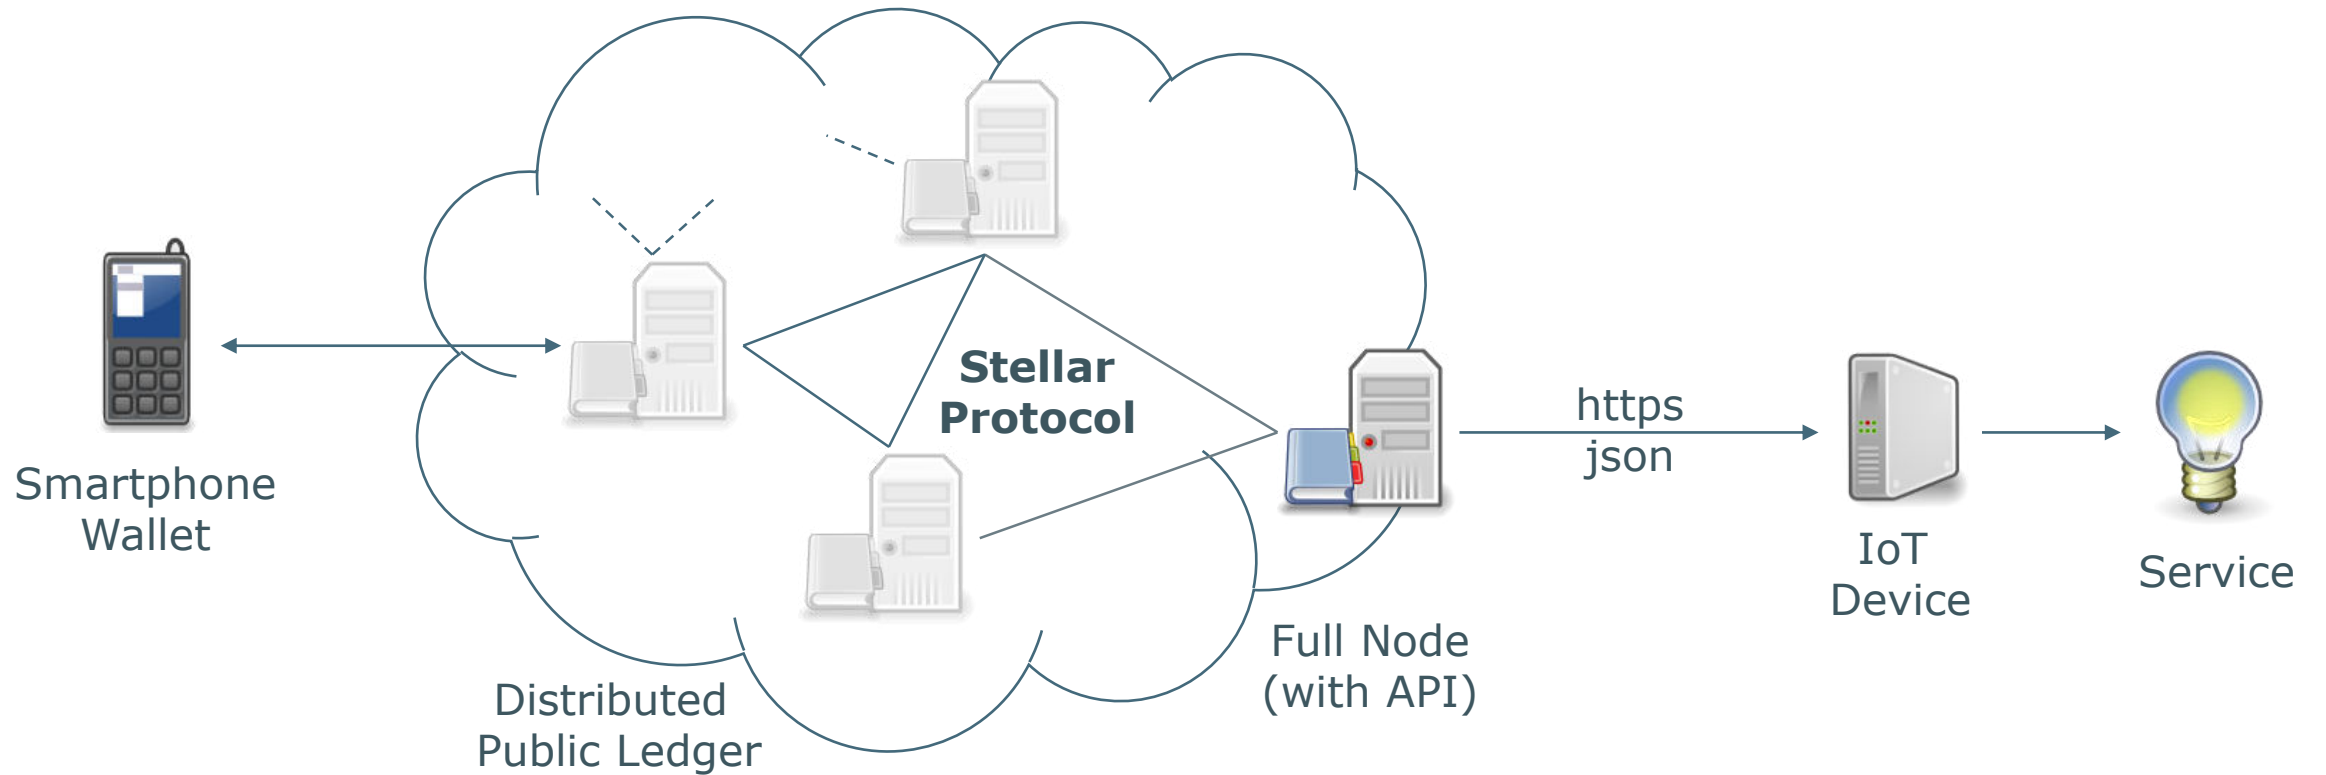 Smartphone
Wallet
Stellar
Protocol
Distributed
Public Ledger
Full Node
(with API)
https
json
IoT
Device
Service